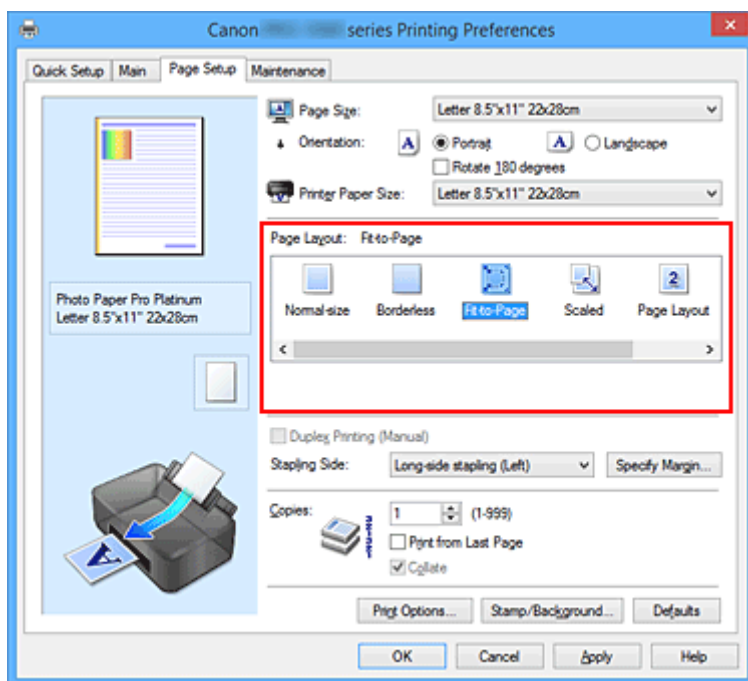 Canon series Printing Preferences
Quick Setup Main Page Setup Maintenance
Page Size: Letter 8.5"x11" 22x28cm
Orientation: A Portrait A Landscape
Rotate 180 degrees
Printer Paper Size: Letter 8.5"x11" 22x28cm
Page Layout: Fit-to-Page
Normal-size Borderless Fit-to-Page Scaled 2 Page Layout
Photo Paper Pro Platinum
Letter 8.5"x11" 22x28cm
Duplex Printing (Manual)
Stapling Side: Long-side stapling (Left) Specify Margin...
Copies: 1 (1-999)
Print from Last Page
Collate
A
Print Options... Stamp/Background... Defaults
OK Cancel Apply Help